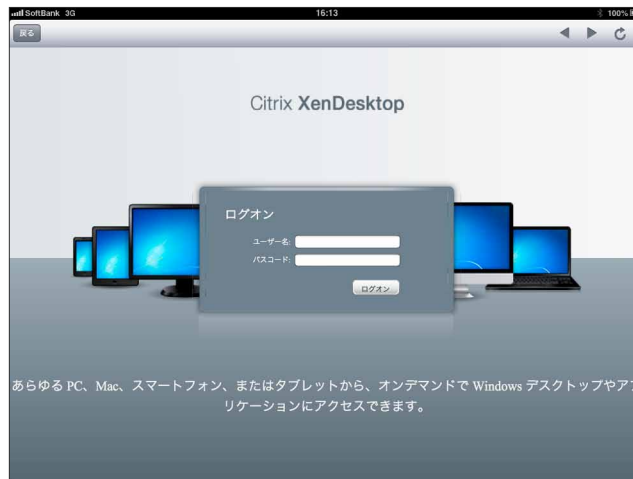 SoftBank 3G 16:13 100%
戻る
Citrix XenDesktop
ログオン
ユーザー名:
パスコード:
ログオン
あらゆる PC、Mac、スマートフォン、またはタブレットから、オンデマンドで Windows デスクトップやアプ
リケーションにアクセスできます。